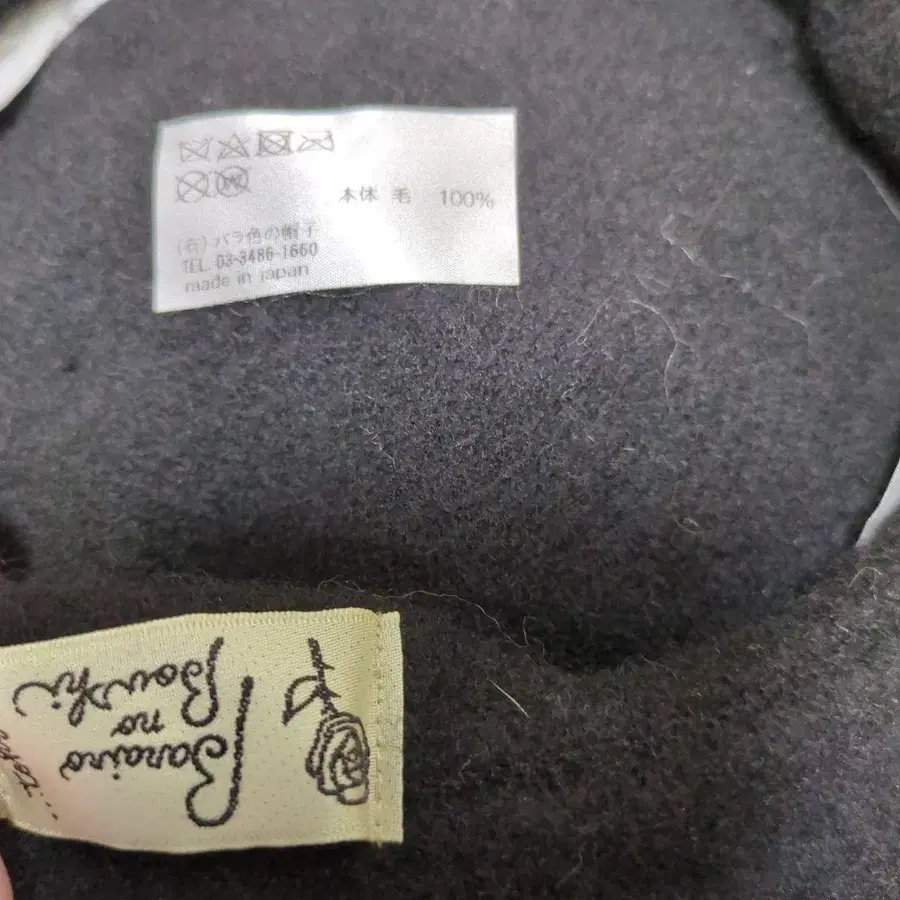 本体 毛 100%
(有)バラ色の帽子
TEL. 03-3486-1660
made in japan
Barairo
no
Boushi